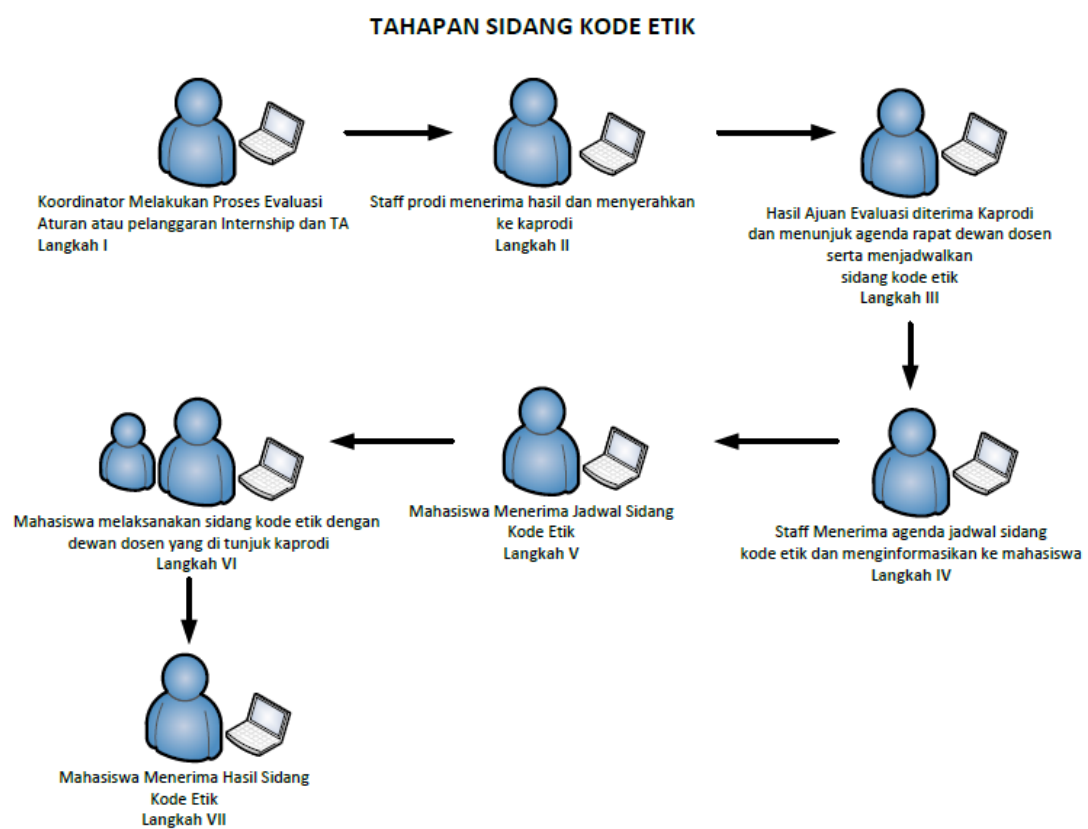 TAHAPAN SIDANG KODE ETIK
Koordinator Melakukan Proses Evaluasi
Aturan atau pelanggaran Internship dan TA
Langkah I
Staff prodi menerima hasil dan menyerahkan
ke kaprodi
Langkah II
Hasil Ajuan Evaluasi diterima Kaprodi
dan menunjuk agenda rapat dewan dosen
serta menjadwalkan
sidang kode etik
Langkah III
Staff Menerima agenda jadwal sidang
kode etik dan menginformasikan ke mahasiswa
Langkah IV
Mahasiswa Menerima Jadwal Sidang
Kode Etik
Langkah V
Mahasiswa melaksanakan sidang kode etik dengan
dewan dosen yang di tunjuk kaprodi
Langkah VI
Mahasiswa Menerima Hasil Sidang
Kode Etik
Langkah VII